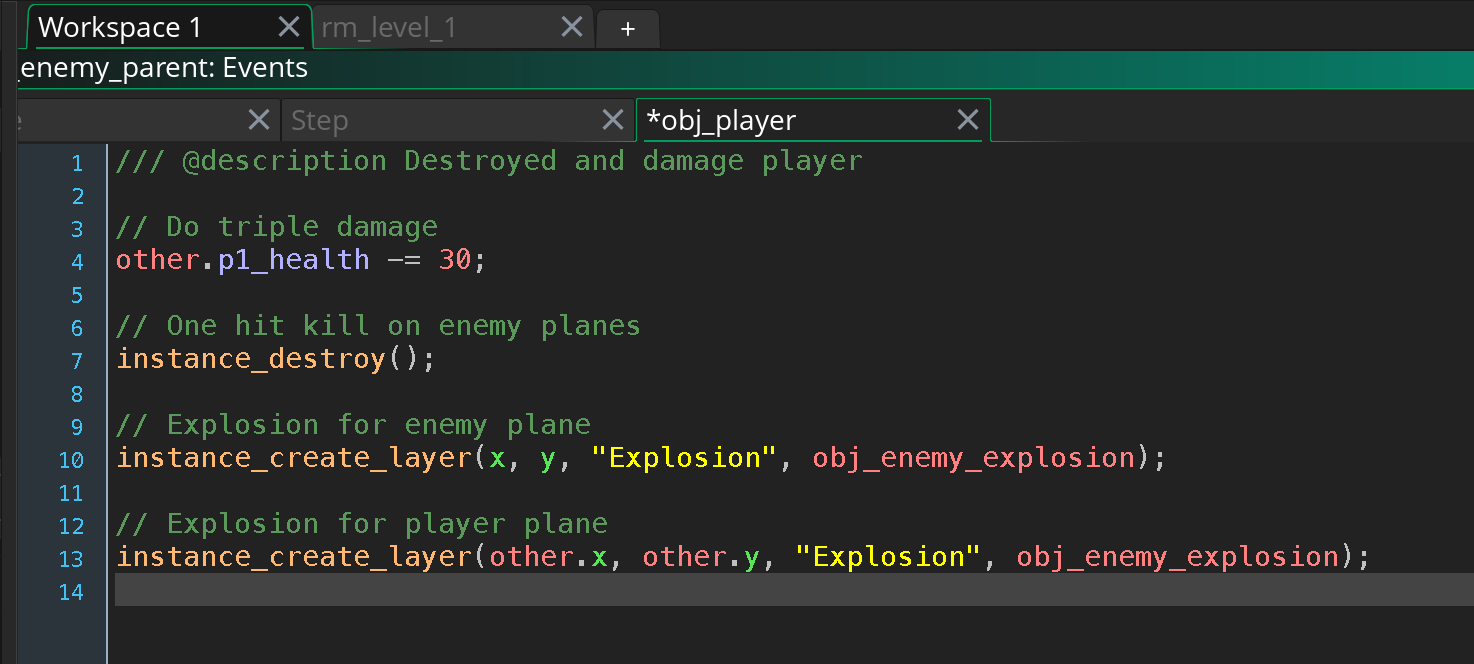 Workspace 1 rm_level_1 +
_enemy_parent: Events
Step *obj_player
1 /// @description Destroyed and damage player
2
3 // Do triple damage
4 other.p1_health -= 30;
5
6 // One hit kill on enemy planes
7 instance_destroy();
8
9 // Explosion for enemy plane
10 instance_create_layer(x, y, "Explosion", obj_enemy_explosion);
11
12 // Explosion for player plane
13 instance_create_layer(other.x, other.y, "Explosion", obj_enemy_explosion);
14